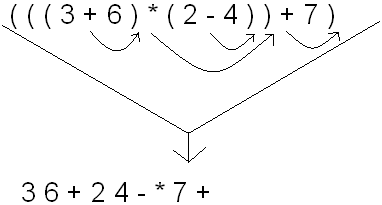 ( ( ( 3 + 6 ) * ( 2 - 4 ) ) + 7 )
3 6 + 2 4 - * 7 +